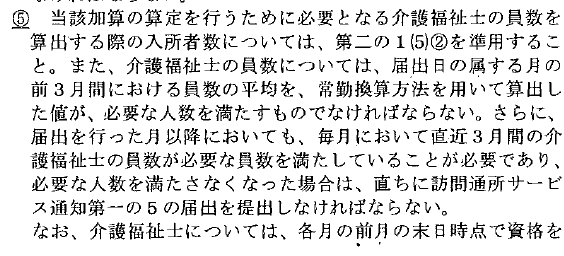 ⑤　当該加算の算定を行うために必要となる介護福祉士の員数を
算出する際の入所者数については、第二の1(5)②を準用するこ
と。また、介護福祉士の員数については、届出日の属する月の
前3月間における員数の平均を、常勤換算方法を用いて算出し
た値が、必要な人数を満たすものでなければならない。さらに、
届出を行った月以降においても、毎月において直近3月間の介
護福祉士の員数が必要な員数を満たしていることが必要であり、
必要な人数を満たさなくなった場合は、直ちに訪問通所サービ
ス通知第一の5の届出を提出しなければならない。
なお、介護福祉士については、各月の前月の末日時点で資格を